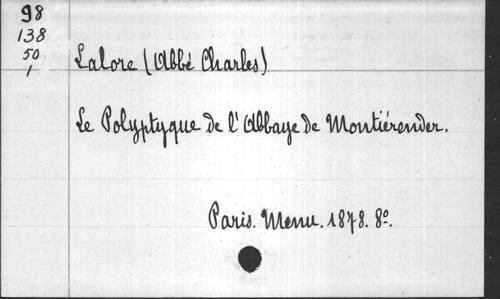 98
138
50
1
Lalore (Abbé Charles)
Le Polyptyque de l'Abbaye de Montiérender.
Paris. Menu. 1878. 8°.